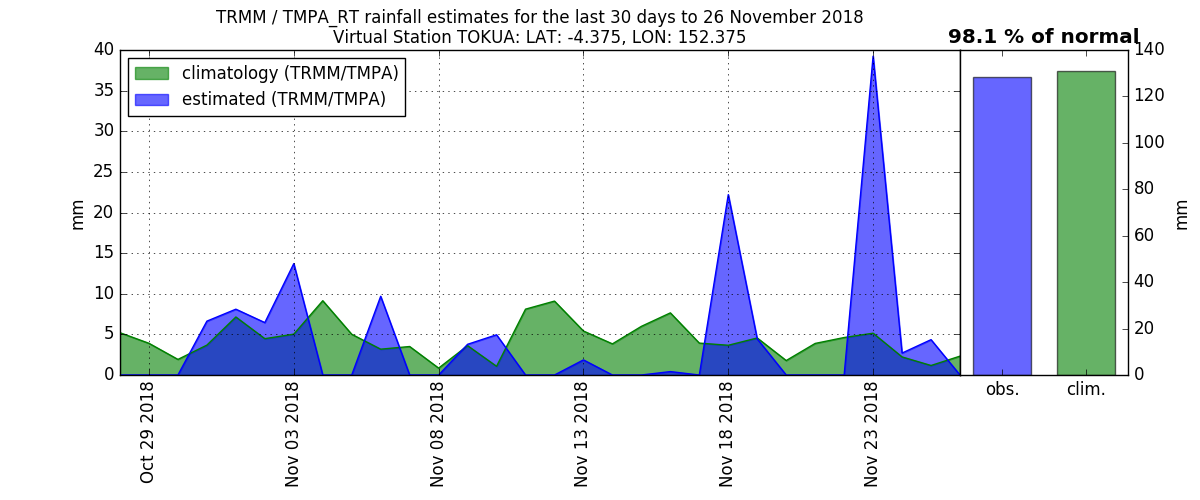 TRMM / TMPA_RT rainfall estimates for the last 30 days to 26 November 2018
Virtual Station TOKUA: LAT: -4.375, LON: 152.375
98.1 % of normal
climatology (TRMM/TMPA)
estimated (TRMM/TMPA)
mm
40
35
30
25
20
15
10
5
0
Oct 29 2018
Nov 03 2018
Nov 08 2018
Nov 13 2018
Nov 18 2018
Nov 23 2018
140
120
100
80
60
40
20
0
mm
obs.
clim.